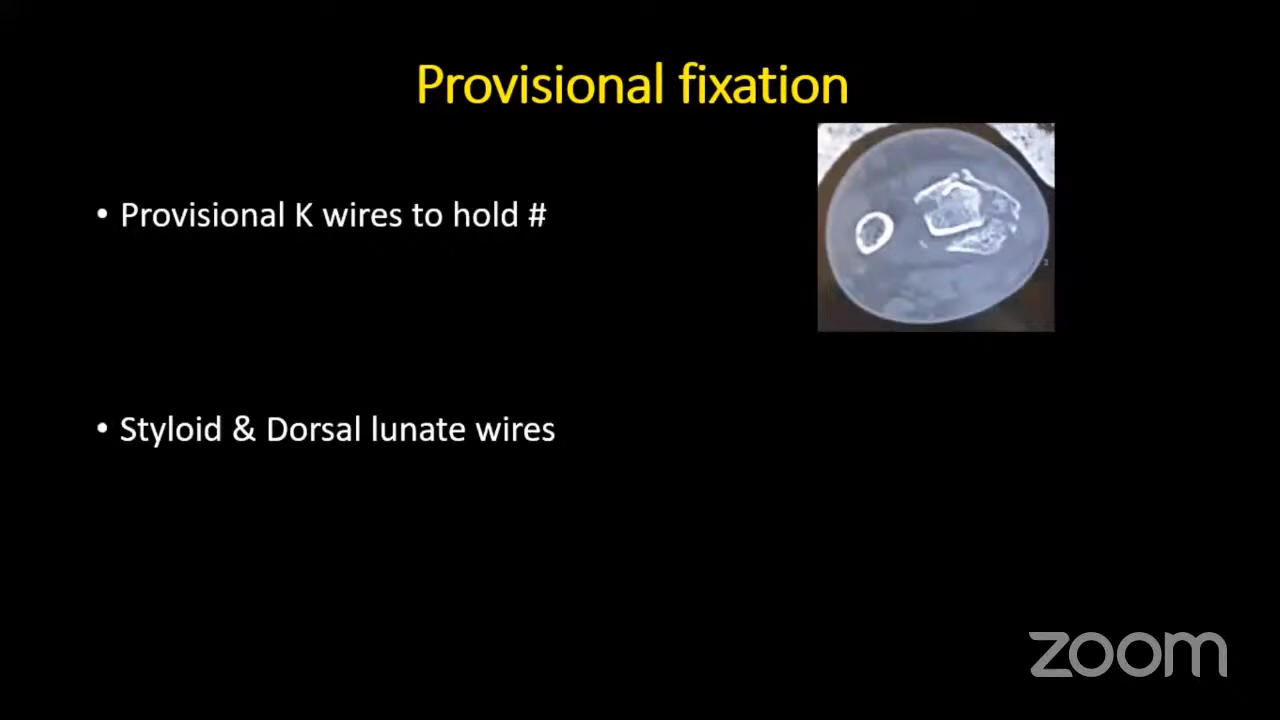 Provisional fixation
• Provisional K wires to hold #
• Styloid & Dorsal lunate wires
zoom